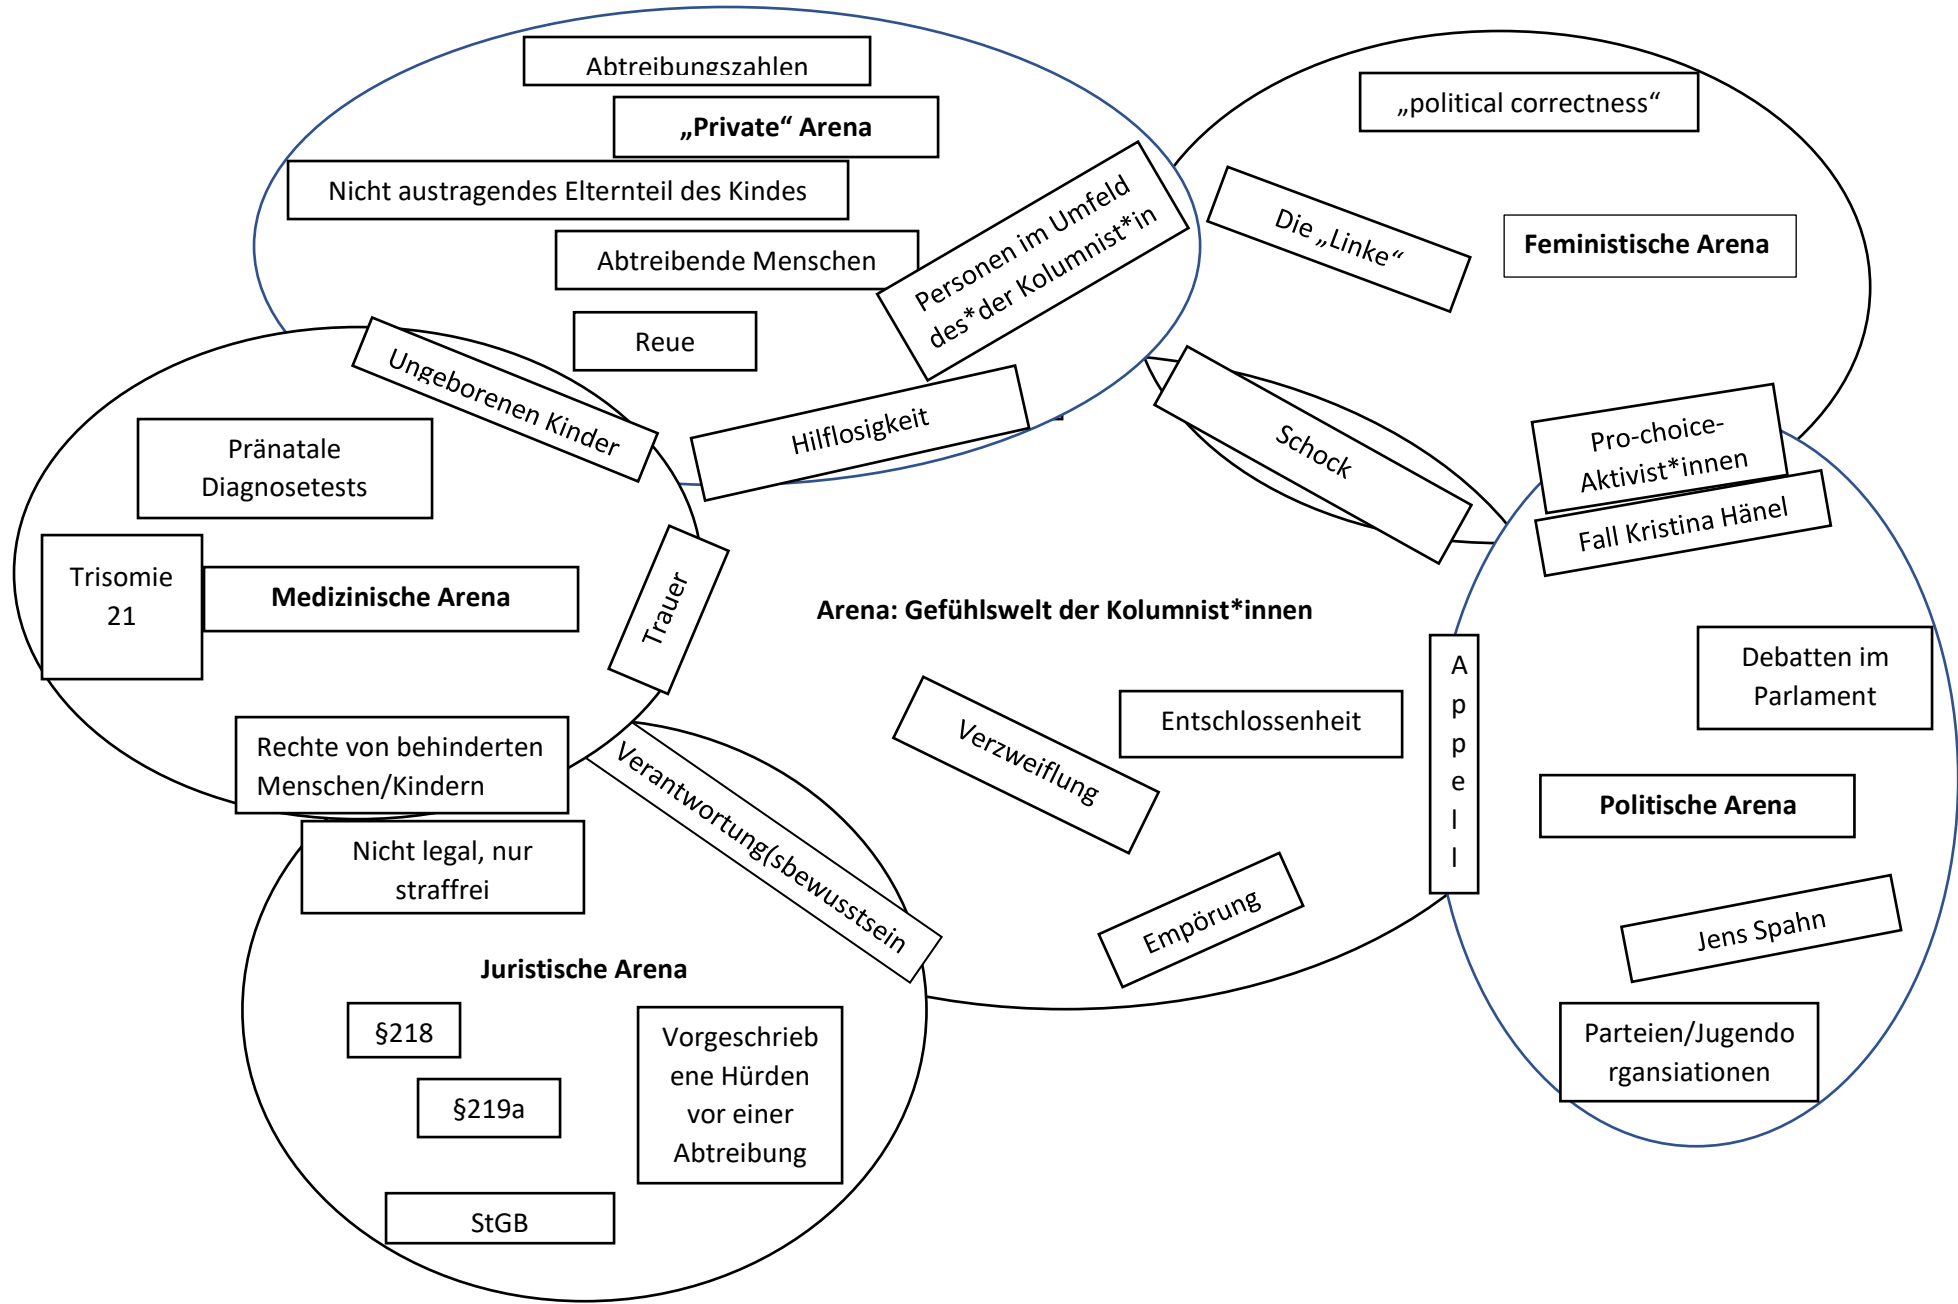 Abtreibungszahlen
„Private“ Arena
Nicht austragendes Elternteil des Kindes
Abtreibende Menschen
Reue
Personen im Umfeld
des*der Kolumnist*in
Hilflosigkeit
„political correctness“
Die „Linke“
Feministische Arena
Schock
Pro-choice-
Aktivist*innen
Fall Kristina Hänel
Ungeborenen Kinder
Pränatale
Diagnosetests
Trisomie
21
Medizinische Arena
Trauer
Rechte von behinderten
Menschen/Kindern
Arena: Gefühlswelt der Kolumnist*innen
Verzweiflung
Entschlossenheit
Empörung
A
p
p
e
l
l
Debatten im
Parlament
Politische Arena
Jens Spahn
Parteien/Jugendo
rgansiationen
Verantwortung(sbewusstsein
Nicht legal, nur
straffrei
Juristische Arena
§218
§219a
StGB
Vorgeschrieb
ene Hürden
vor einer
Abtreibung